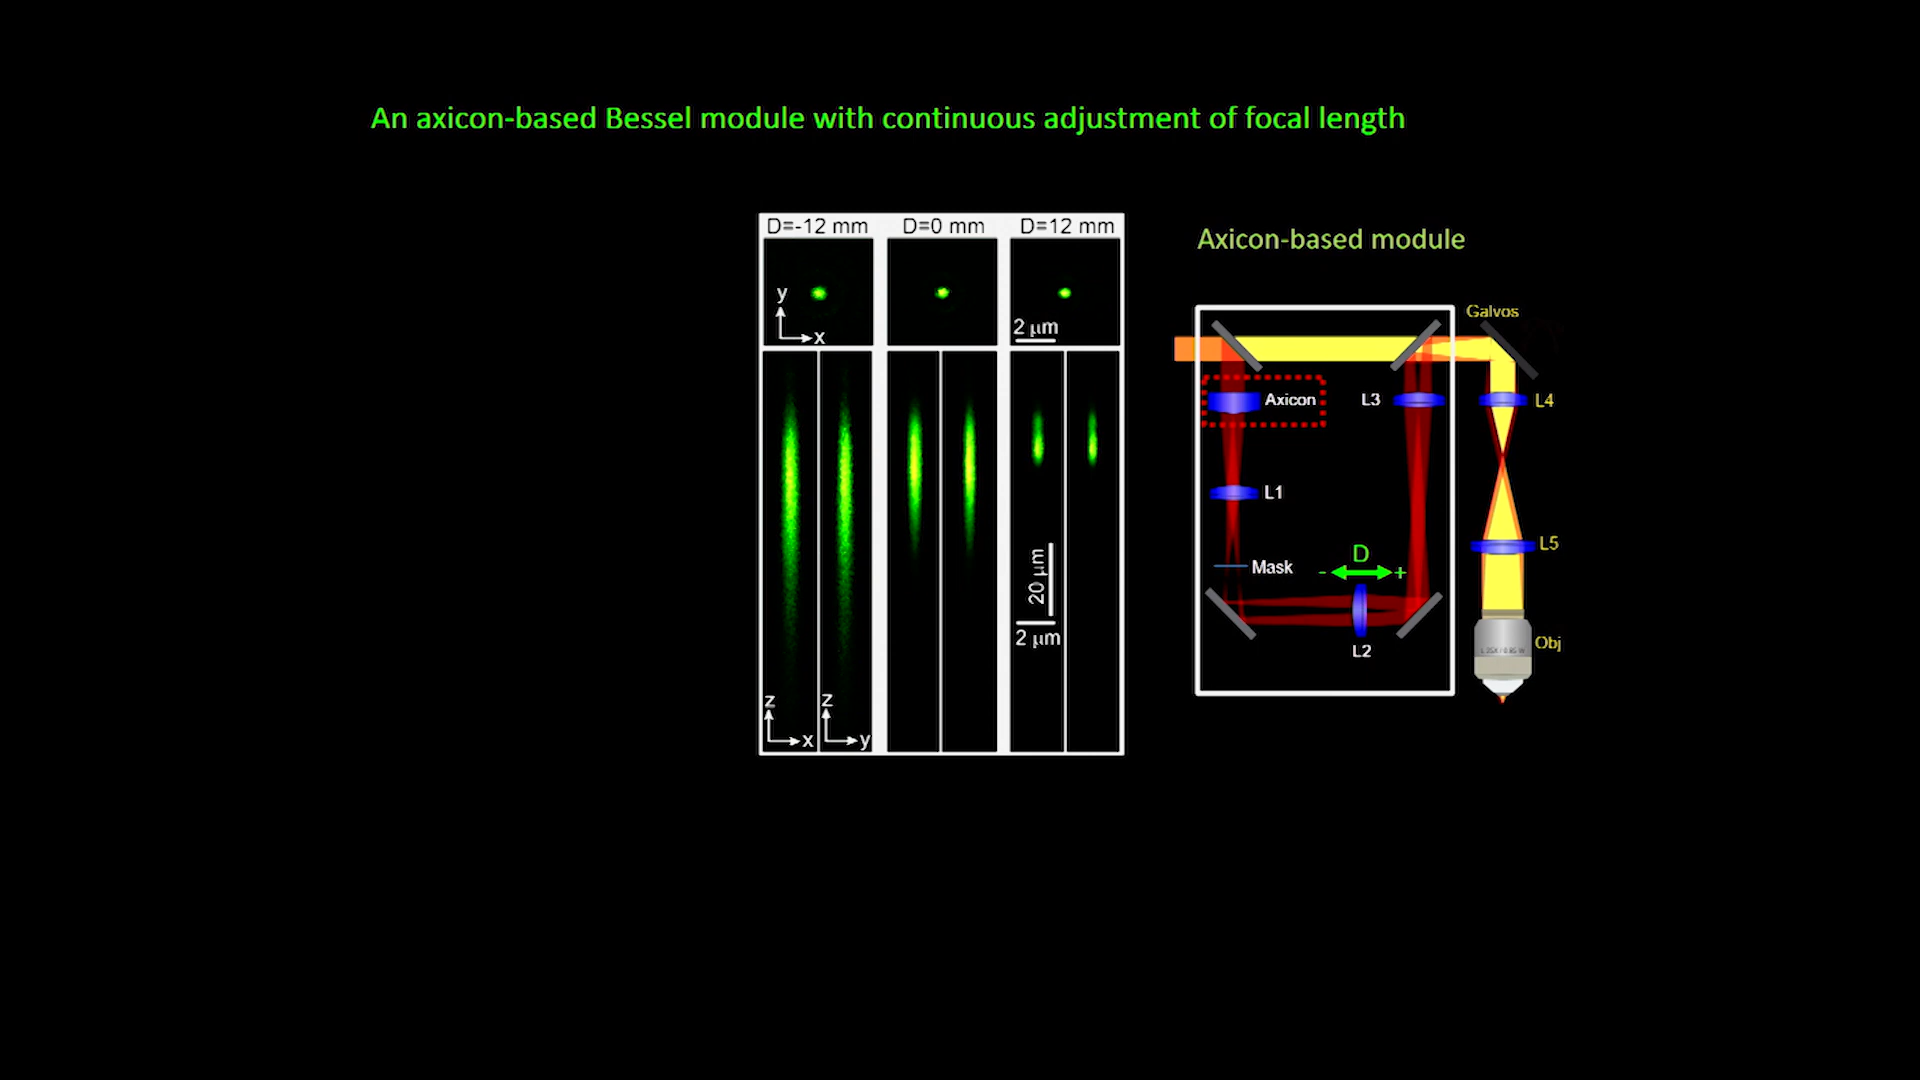 An axicon-based Bessel module with continuous adjustment of focal length
D=-12 mm
D=0 mm
D=12 mm
y
x
2 μm
z
x
z
y
20 μm
2 μm
Axicon-based module
Galvos
Axicon
L3
L4
L1
Mask
D
- +
L2
L5
Obj